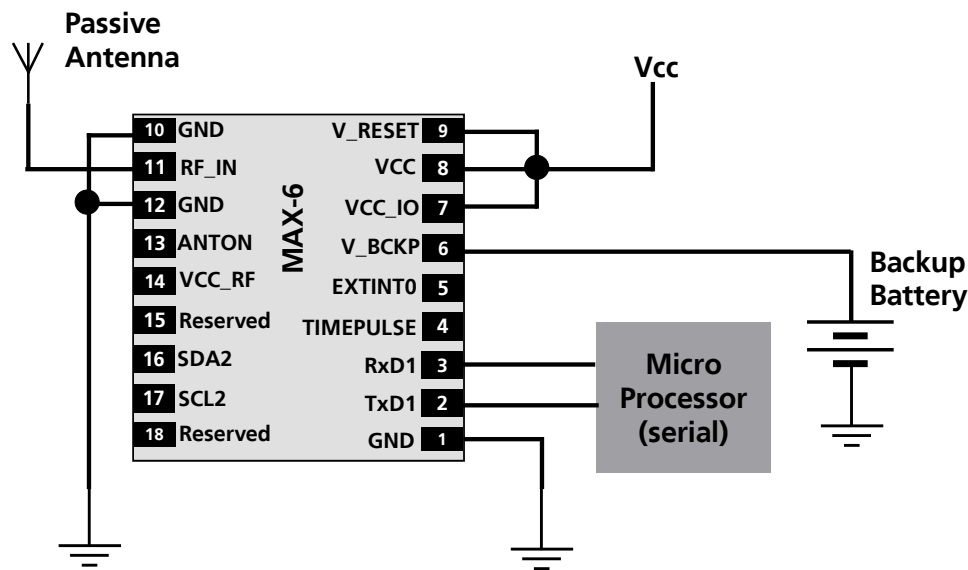 Passive
Antenna
Vcc
10 GND
11 RF_IN
12 GND
13 ANTON
14 VCC_RF
15 Reserved
16 SDA2
17 SCL2
18 Reserved
MAX-6
V_RESET 9
VCC 8
VCC_IO 7
V_BCKP 6
EXTINT0 5
TIMEPULSE 4
RxD1 3
TxD1 2
GND 1
Micro
Processor
(serial)
Backup
Battery